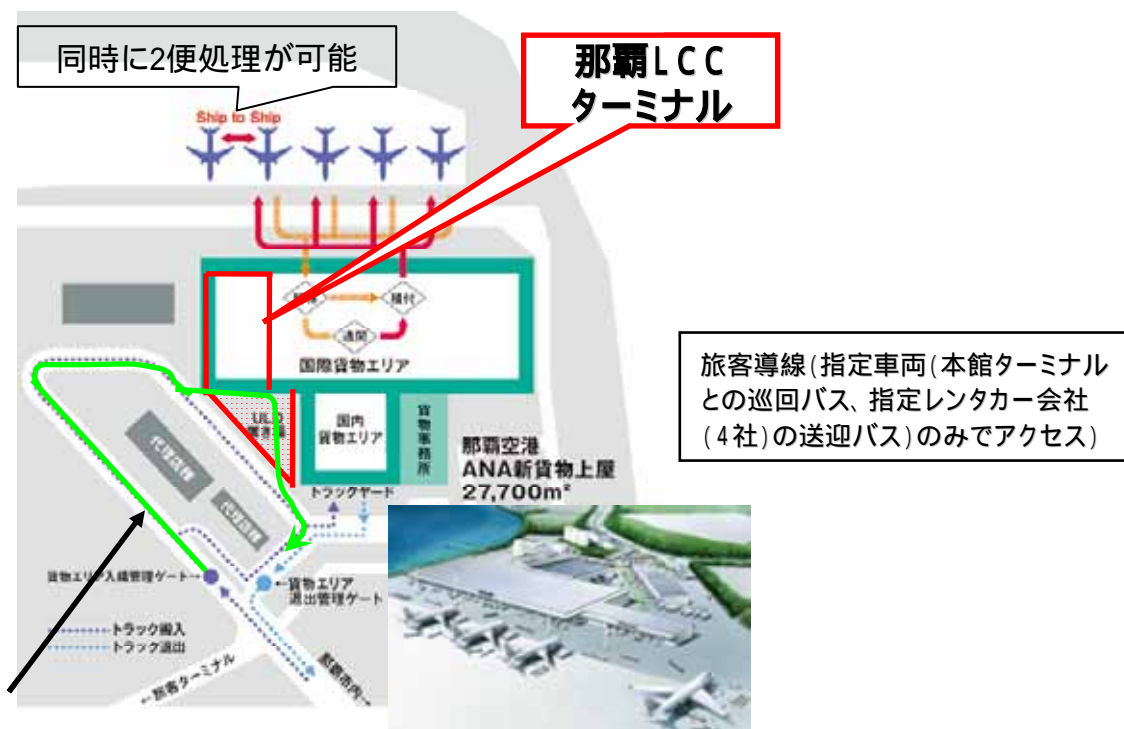 同時に2便処理が可能
那覇LCC
ターミナル
Ship to Ship
積付
通関
国際貨物エリア
旅客導線(指定車両(本館ターミナル
との巡回バス、指定レンタカー会社
(4社)の送迎バス)のみでアクセス)
国内
貨物エリア
貨物事務所
那覇空港
ANA新貨物上屋
27,700m²
トラックヤード
代理店棟
代理店棟
貨物エリア入構管理ゲート→
←貨物エリア
退出管理ゲート
トラック搬入
トラック退出
←旅客ターミナル
那覇市内→